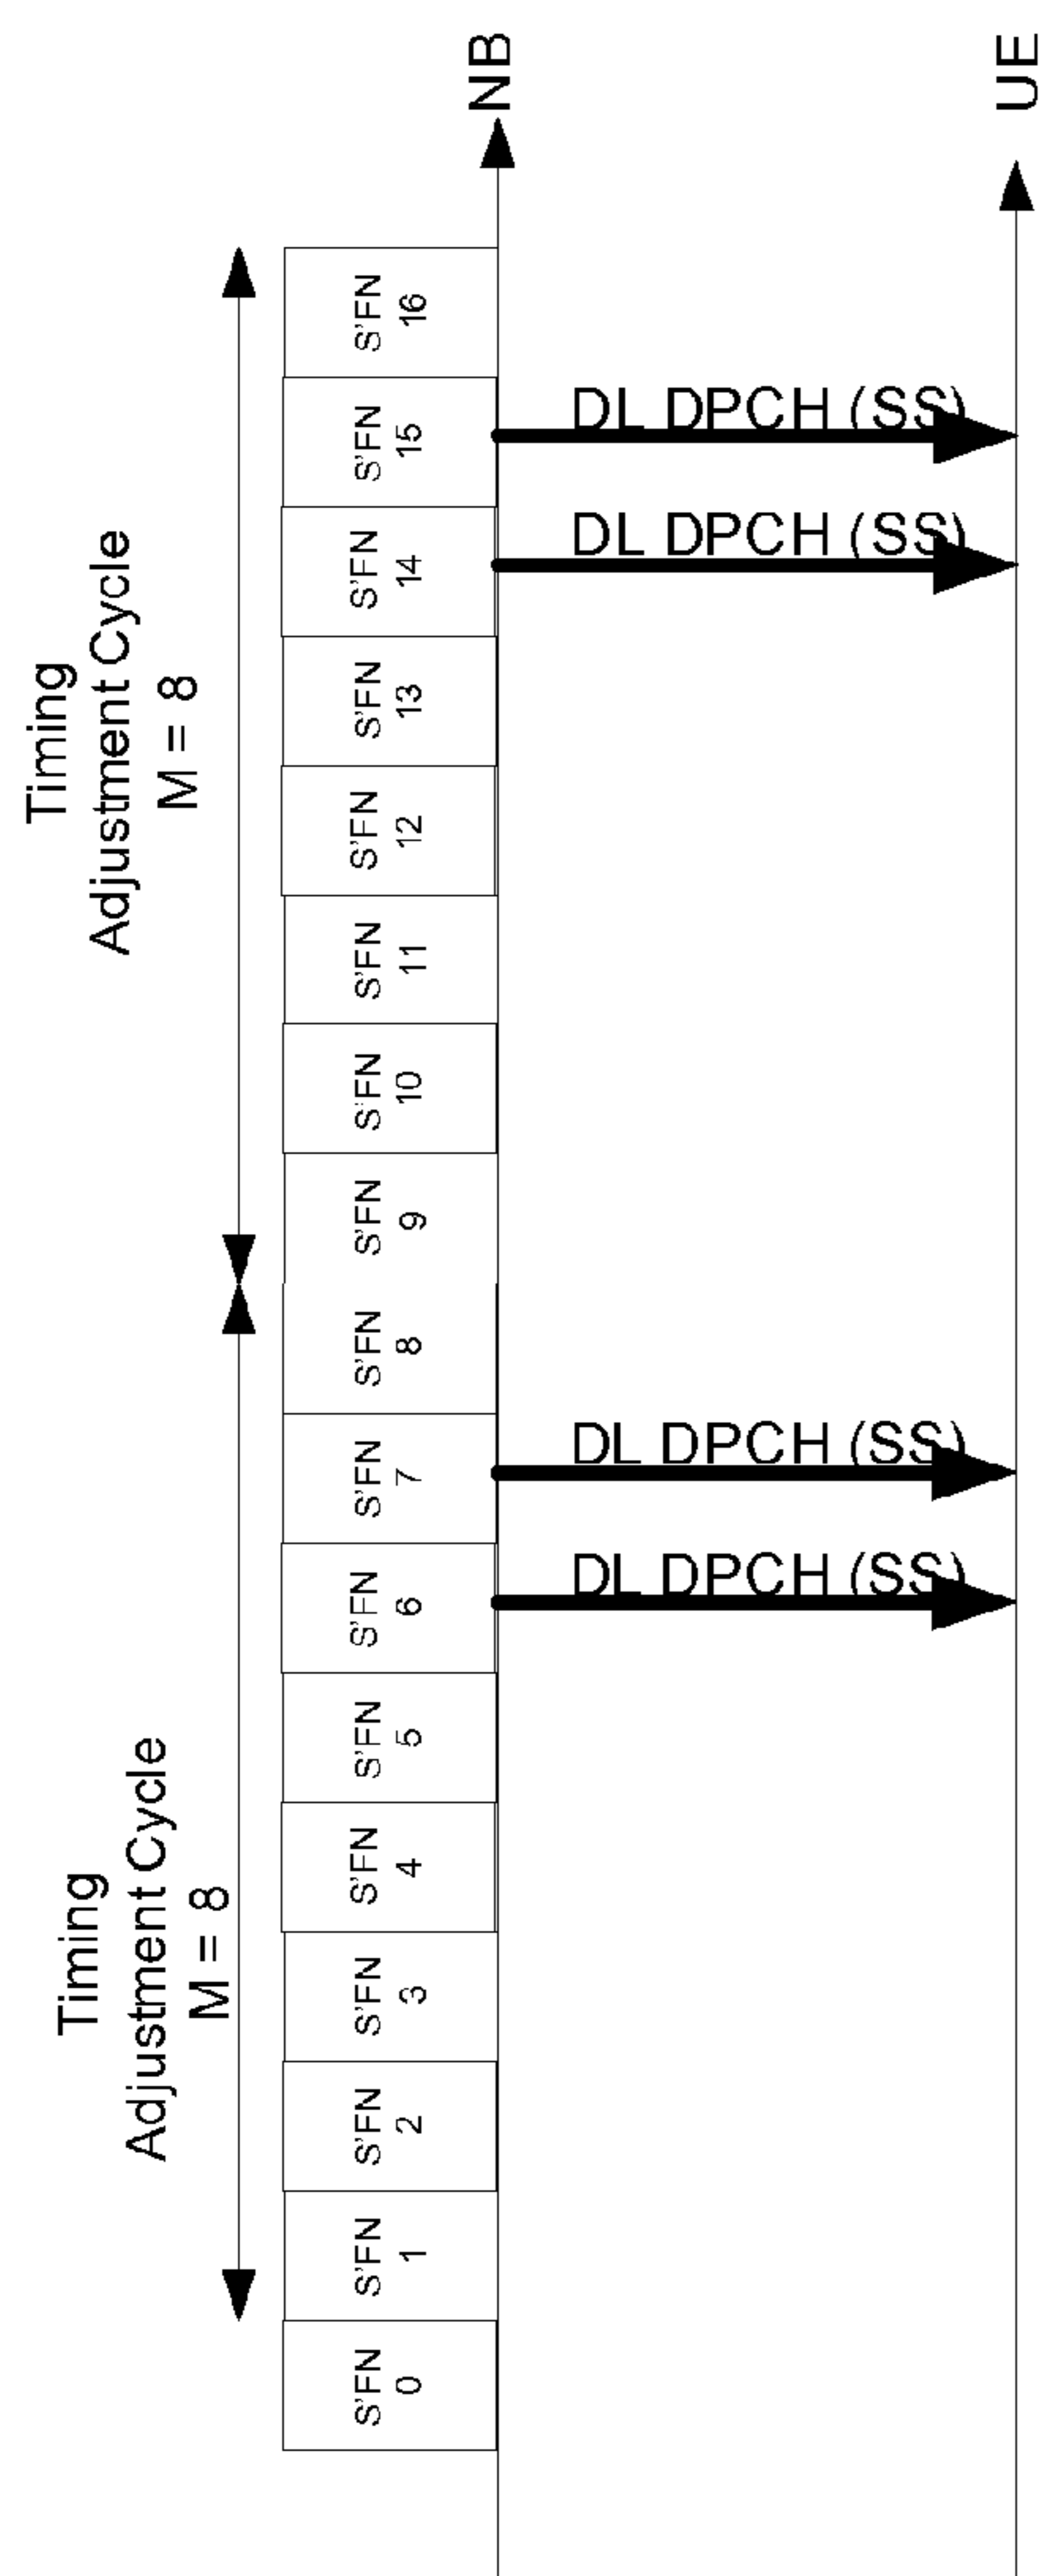 Timing
Adjustment Cycle
M = 8
Timing
Adjustment Cycle
M = 8
S'FN
0
S'FN
1
S'FN
2
S'FN
3
S'FN
4
S'FN
5
S'FN
6
S'FN
7
S'FN
8
S'FN
9
S'FN
10
S'FN
11
S'FN
12
S'FN
13
S'FN
14
S'FN
15
S'FN
16
NB
DL DPCH (SS)
DL DPCH (SS)
DL DPCH (SS)
DL DPCH (SS)
UE